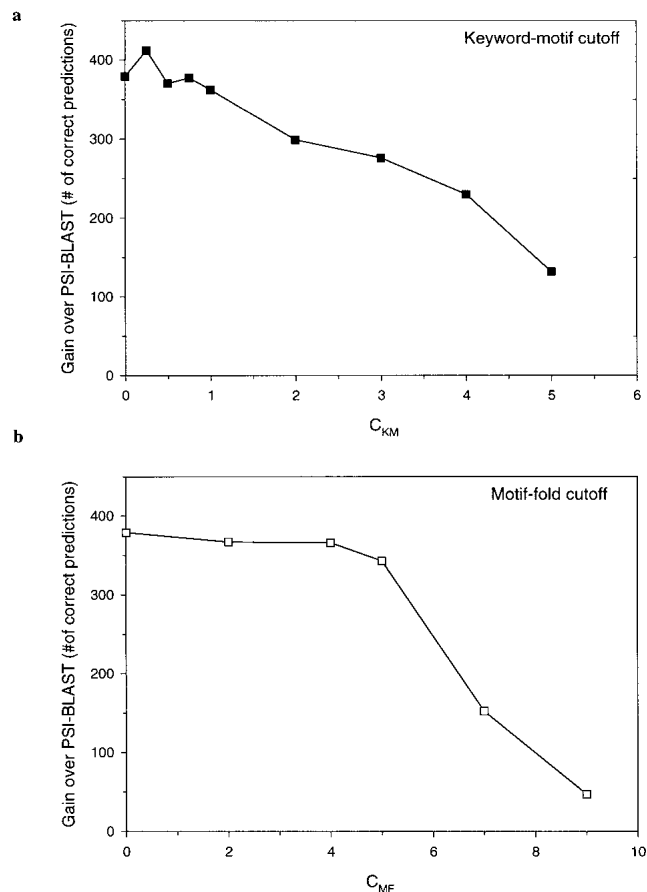 a
Keyword-motif cutoff
Gain over PSI-BLAST (# of correct predictions)
400
300
200
100
0
0 1 2 3 4 5 6
C_KM
b
Motif-fold cutoff
Gain over PSI-BLAST (#of correct predictions)
400
300
200
100
0
0 2 4 6 8 10
C_MF